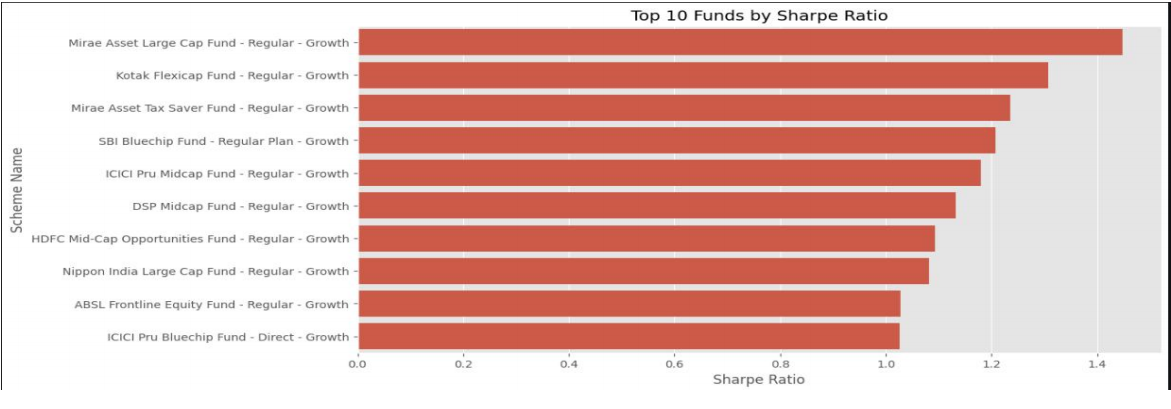 Top 10 Funds by Sharpe Ratio
Scheme Name
Mirae Asset Large Cap Fund - Regular - Growth
Kotak Flexicap Fund - Regular - Growth
Mirae Asset Tax Saver Fund - Regular - Growth
SBI Bluechip Fund - Regular Plan - Growth
ICICI Pru Midcap Fund - Regular - Growth
DSP Midcap Fund - Regular - Growth
HDFC Mid-Cap Opportunities Fund - Regular - Growth
Nippon India Large Cap Fund - Regular - Growth
ABSL Frontline Equity Fund - Regular - Growth
ICICI Pru Bluechip Fund - Direct - Growth
0.0 0.2 0.4 0.6 0.8 1.0 1.2 1.4
Sharpe Ratio